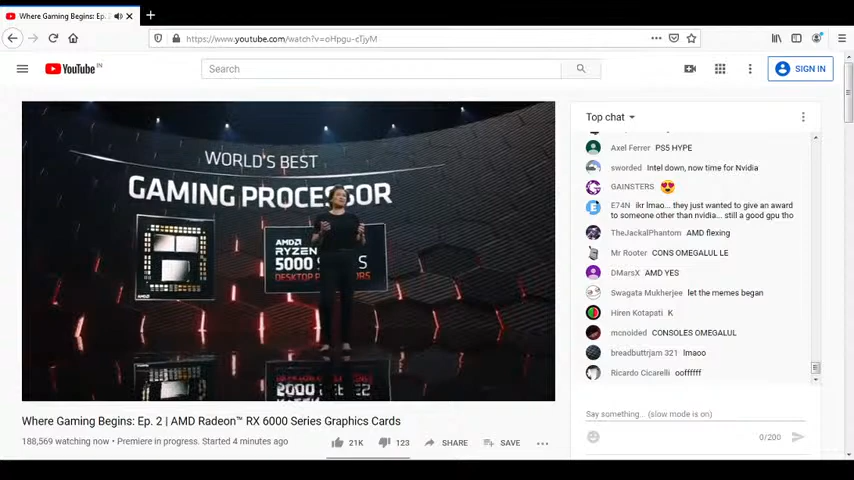 Where Gaming Begins: Ep. 2
https://www.youtube.com/watch?v=oHpgu-cTjyM
YouTube IN
Search
SIGN IN
WORLD'S BEST
GAMING PROCESSOR
AMD
RYZEN
5000
DESKTOP
Top chat
Axel Ferrer PS5 HYPE
sworded Intel down, now time for Nvidia
GAINSTERS 😍
E74N ikr lmao... they just wanted to give an award
to someone other than nvidia... still a good gpu tho
TheJackalPhantom AMD flexing
Mr Rooter CONS OMEGALUL LE
DMarsX AMD YES
Swagata Mukherjee let the memes began
Hiren Kotapati K
mcnoided CONSOLES OMEGALUL
breadbuttrjam 321 lmaoo
Ricardo Cicarelli ooffffff
Say something... (slow mode is on)
0/200
Where Gaming Begins: Ep. 2 | AMD Radeon™ RX 6000 Series Graphics Cards
188,569 watching now • Premiere in progress. Started 4 minutes ago
21K
123
SHARE
SAVE